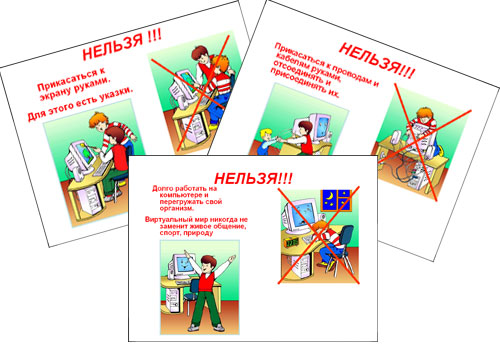 НЕЛЬЗЯ !!!
Прикасаться к
экрану руками.
Для этого есть указки.
НЕЛЬЗЯ!!!
Прикасаться к проводам и
кабелям руками,
отсоединять и
присоединять их.
НЕЛЬЗЯ!!!
Долго работать на
компьютере и
перегружать свой
организм.
Виртуальный мир никогда не
заменит живое общение,
спорт, природу